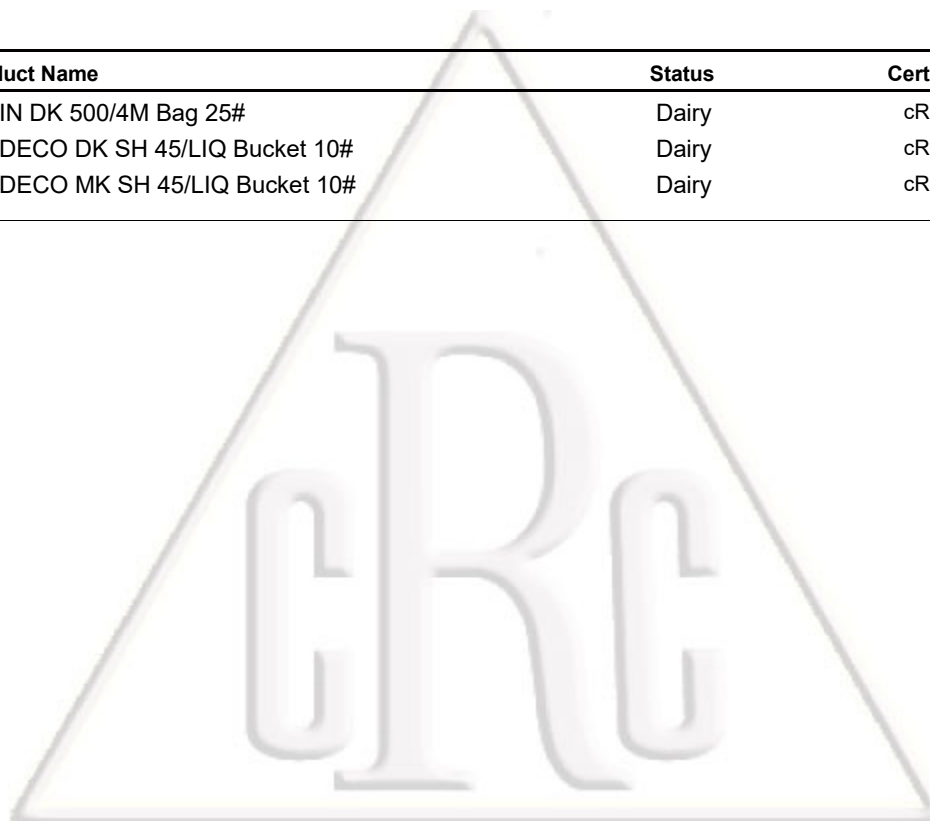 duct Name Status Cert
IN DK 500/4M Bag 25# Dairy cR
DECO DK SH 45/LIQ Bucket 10# Dairy cR
DECO MK SH 45/LIQ Bucket 10# Dairy cR
cRc